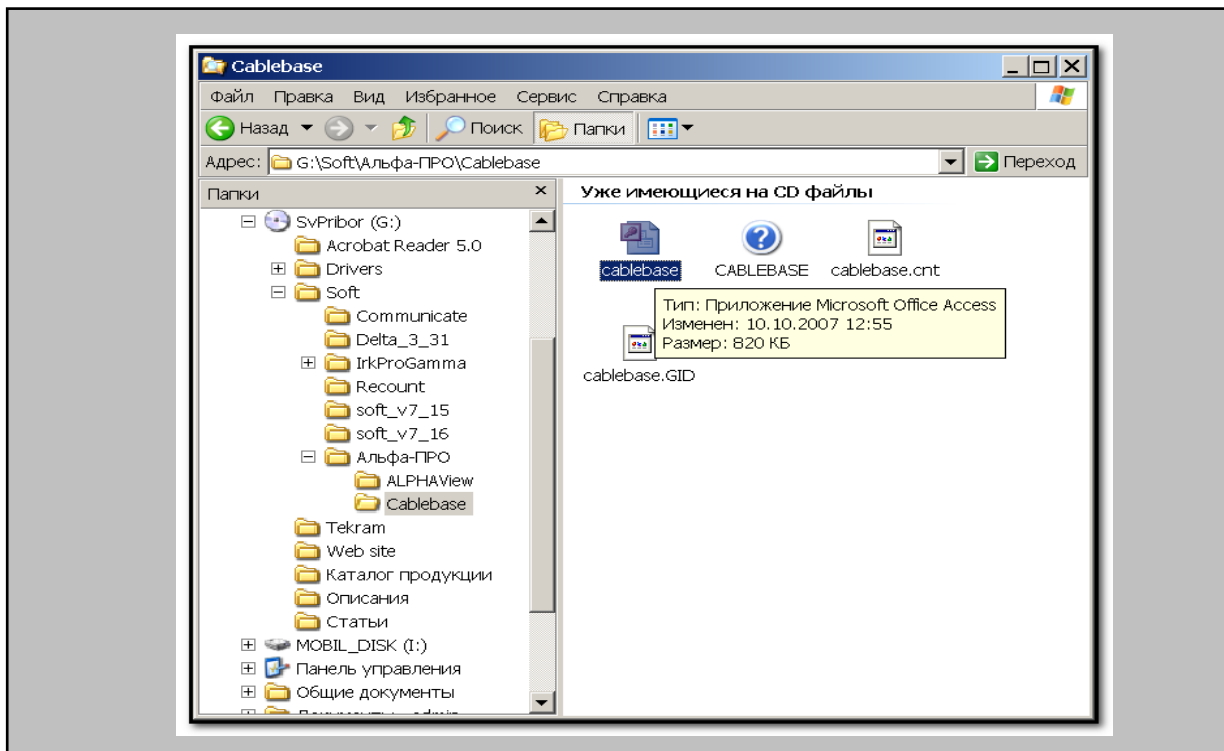 Cablebase
Файл Правка Вид Избранное Сервис Справка
Назад Поиск Папки
Адрес: G:\Soft\Альфа-ПРО\Cablebase Переход
Папки
SvPribor (G:)
Acrobat Reader 5.0
Drivers
Soft
Communicate
Delta_3_31
IrkProGamma
Recount
soft_v7_15
soft_v7_16
Альфа-ПРО
ALPHAView
Cablebase
Tekram
Web site
Каталог продукции
Описания
Статьи
MOBIL_DISK (I:)
Панель управления
Общие документы
Уже имеющиеся на CD файлы
cablebase CABLEBASE cablebase.cnt
Тип: Приложение Microsoft Office Access
Изменен: 10.10.2007 12:55
Размер: 820 КБ
cablebase.GID